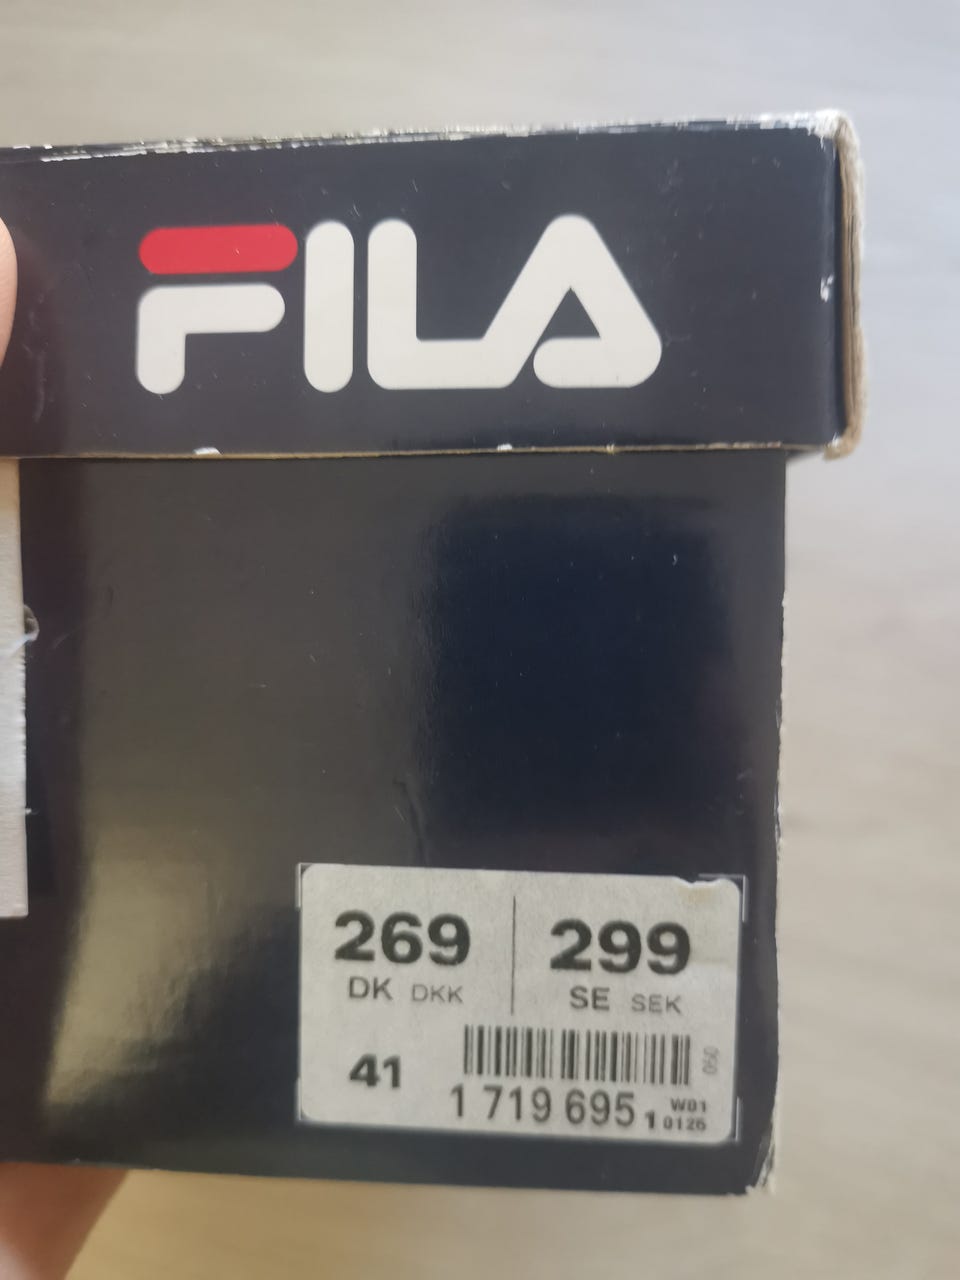 FILA
269 299
DK DKK SE SEK
050
41
1 719 695 1 W01
0126